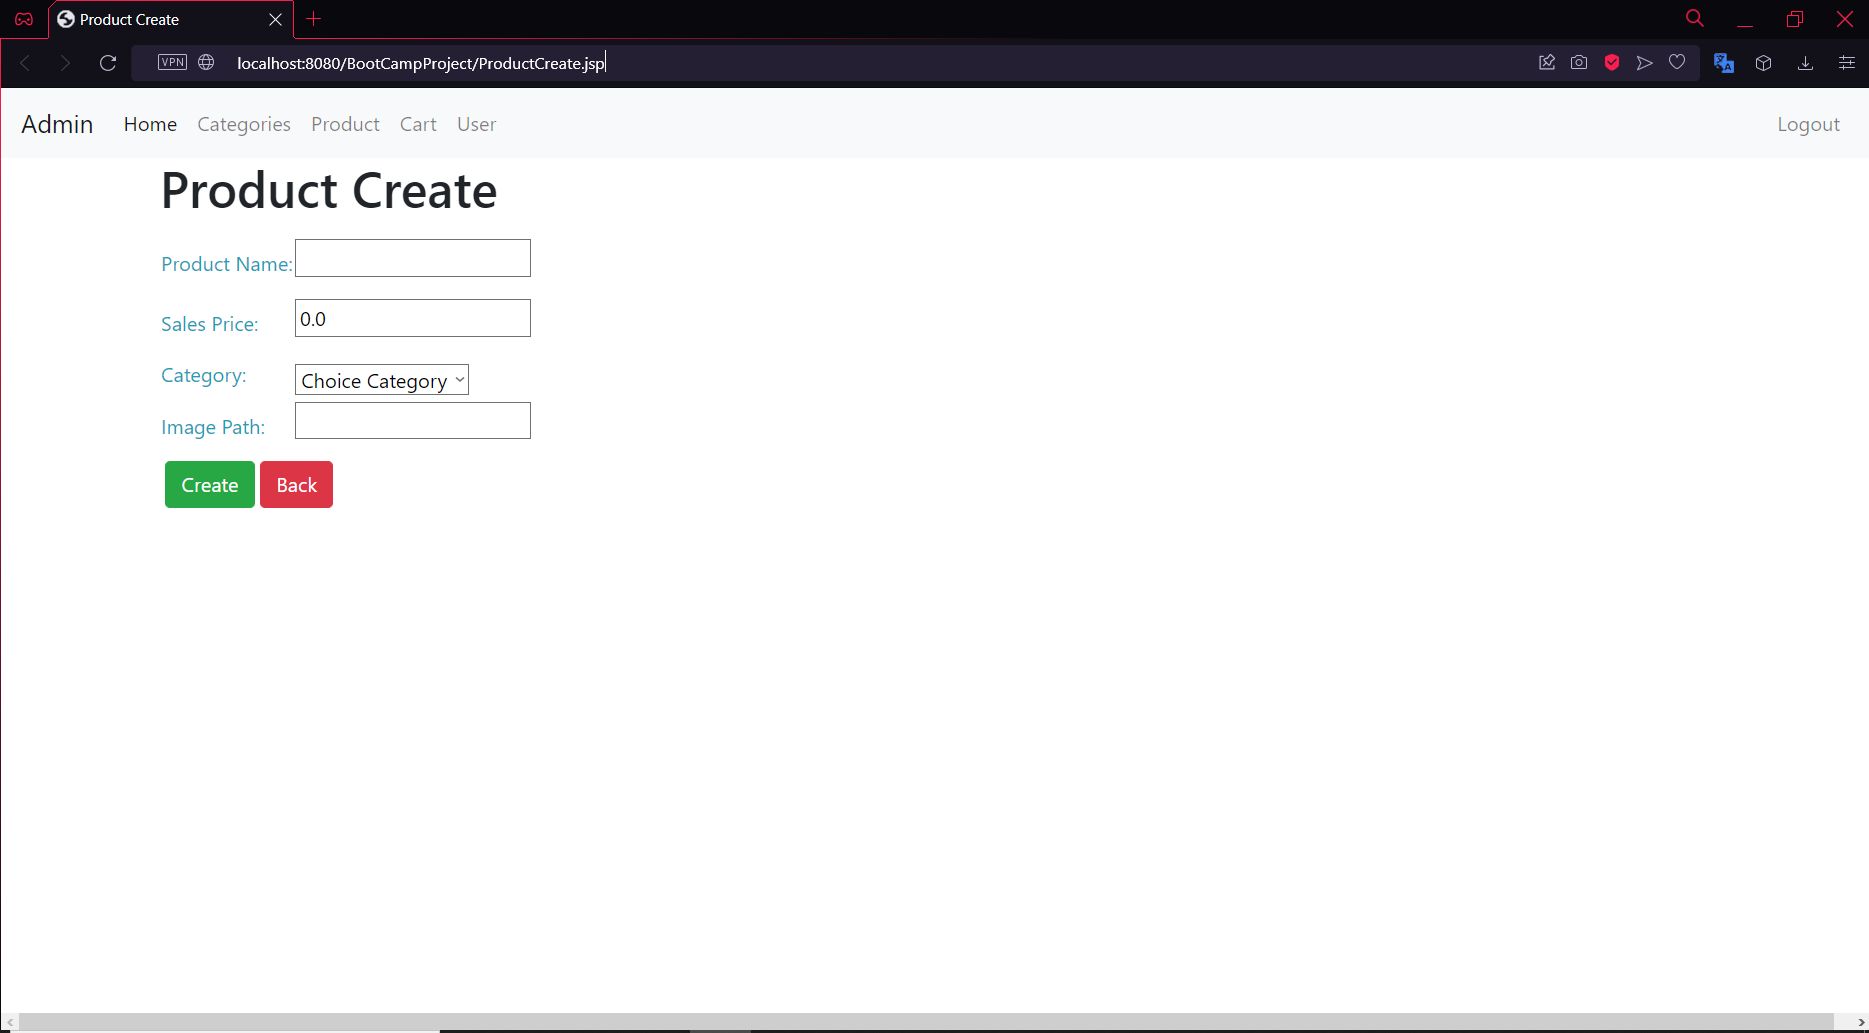 Product Create
VPN localhost:8080/BootCampProject/ProductCreate.jsp
Admin Home Categories Product Cart User Logout
Product Create
Product Name:
Sales Price: 0.0
Category: Choice Category
Image Path:
Create Back